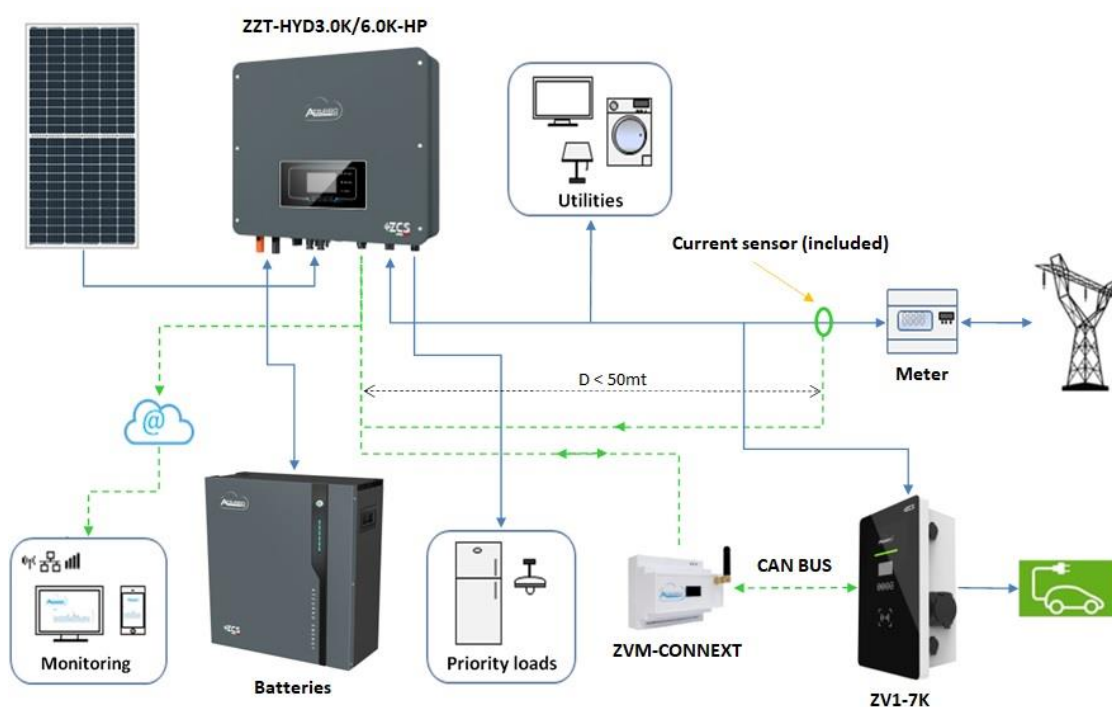 ZZT-HYD3.0K/6.0K-HP
ZCS
Utilities
Current sensor (included)
Meter
D < 50mt
@
Monitoring
Batteries
Priority loads
CAN BUS
ZVM-CONNEXT
ZV1-7K